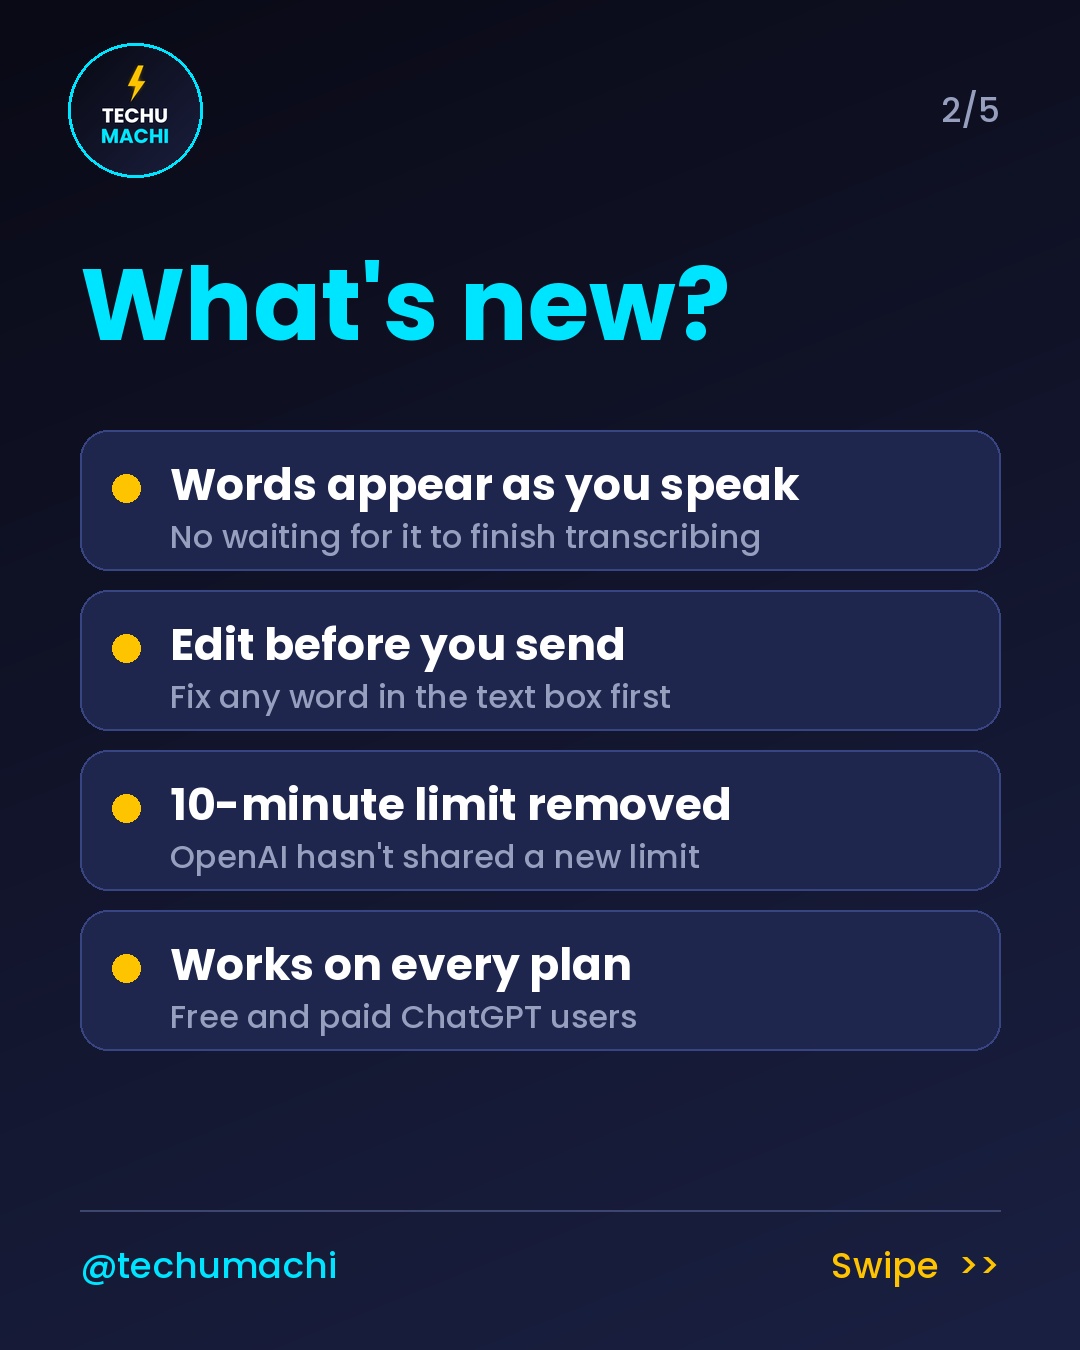 TECHU
MACHI
2/5
What's new?
Words appear as you speak
No waiting for it to finish transcribing
Edit before you send
Fix any word in the text box first
10-minute limit removed
OpenAI hasn't shared a new limit
Works on every plan
Free and paid ChatGPT users
@techumachi
Swipe >>